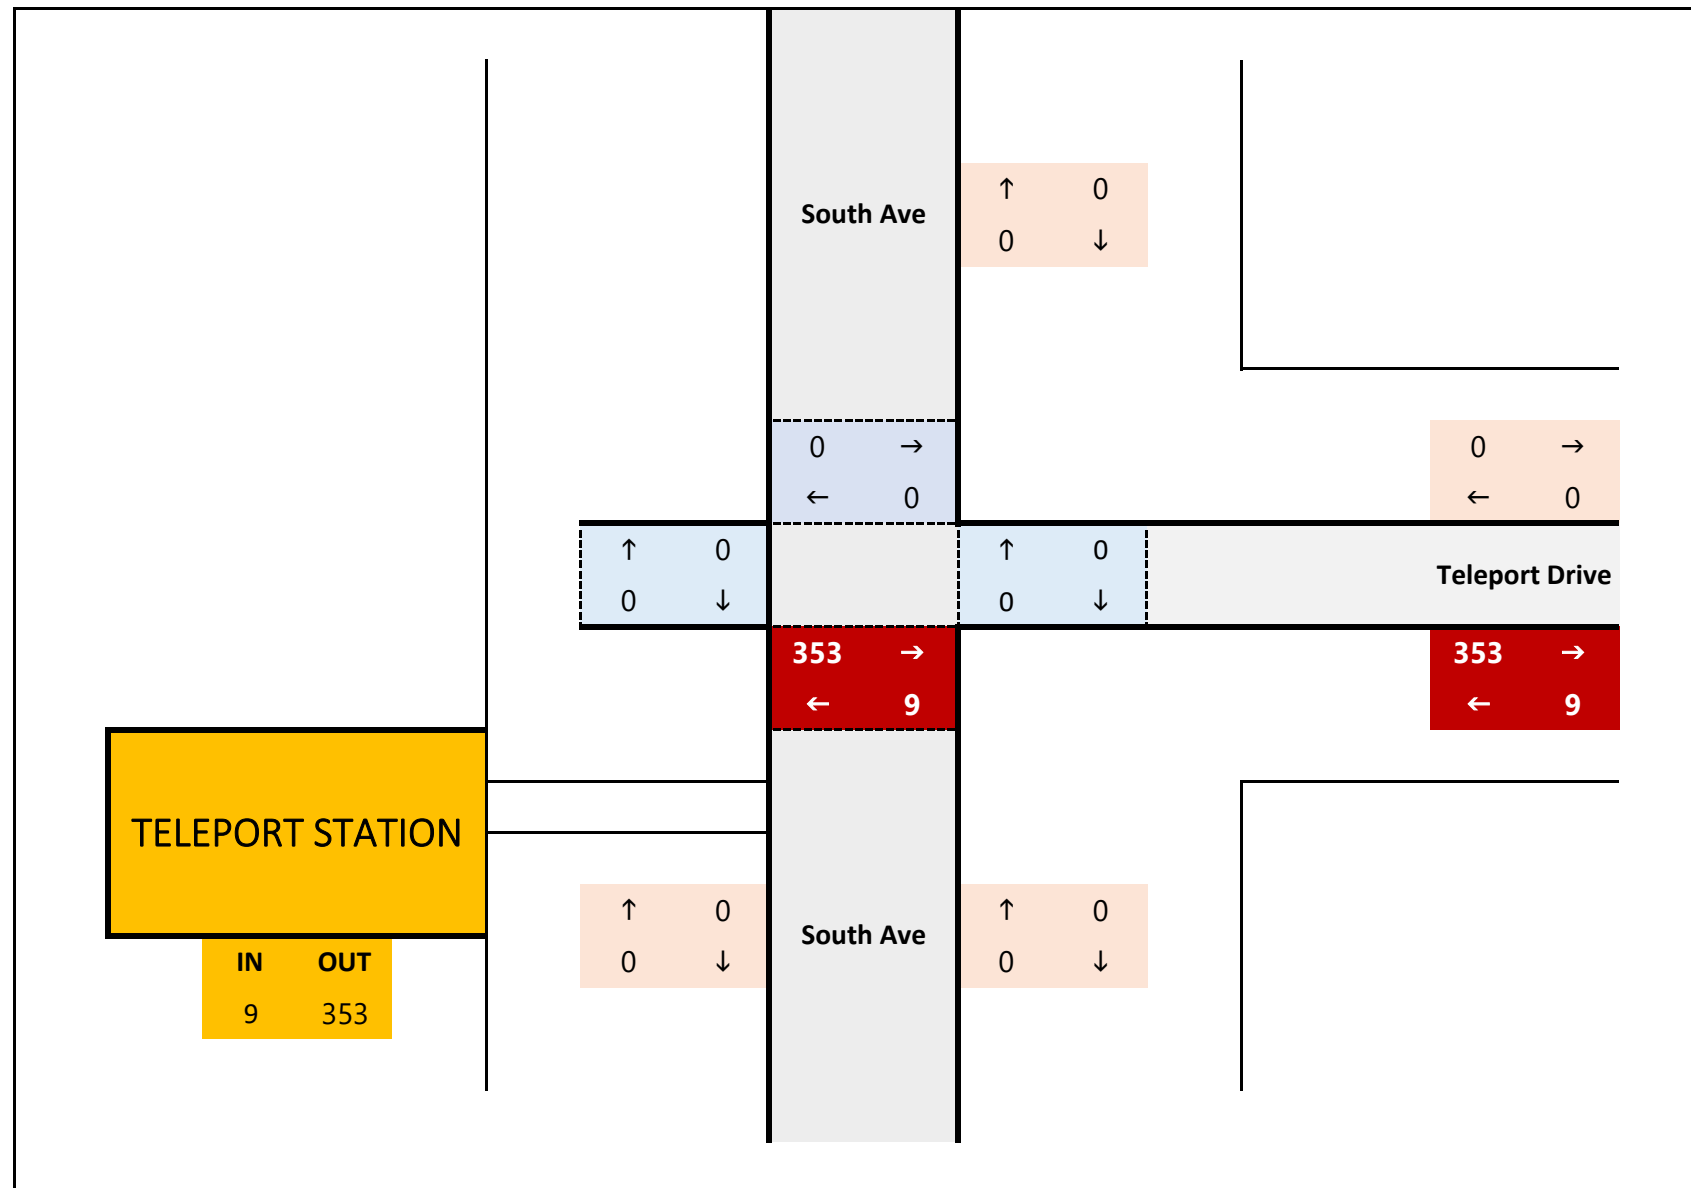 ↑ 0
South Ave
0 ↓
0 → 0 →
← 0 ← 0
↑ 0 ↑ 0
Teleport Drive
0 ↓ 0 ↓
353 → 353 →
← 9 ← 9
TELEPORT STATION
↑ 0 ↑ 0
South Ave
IN OUT 0 ↓ 0 ↓
9 353